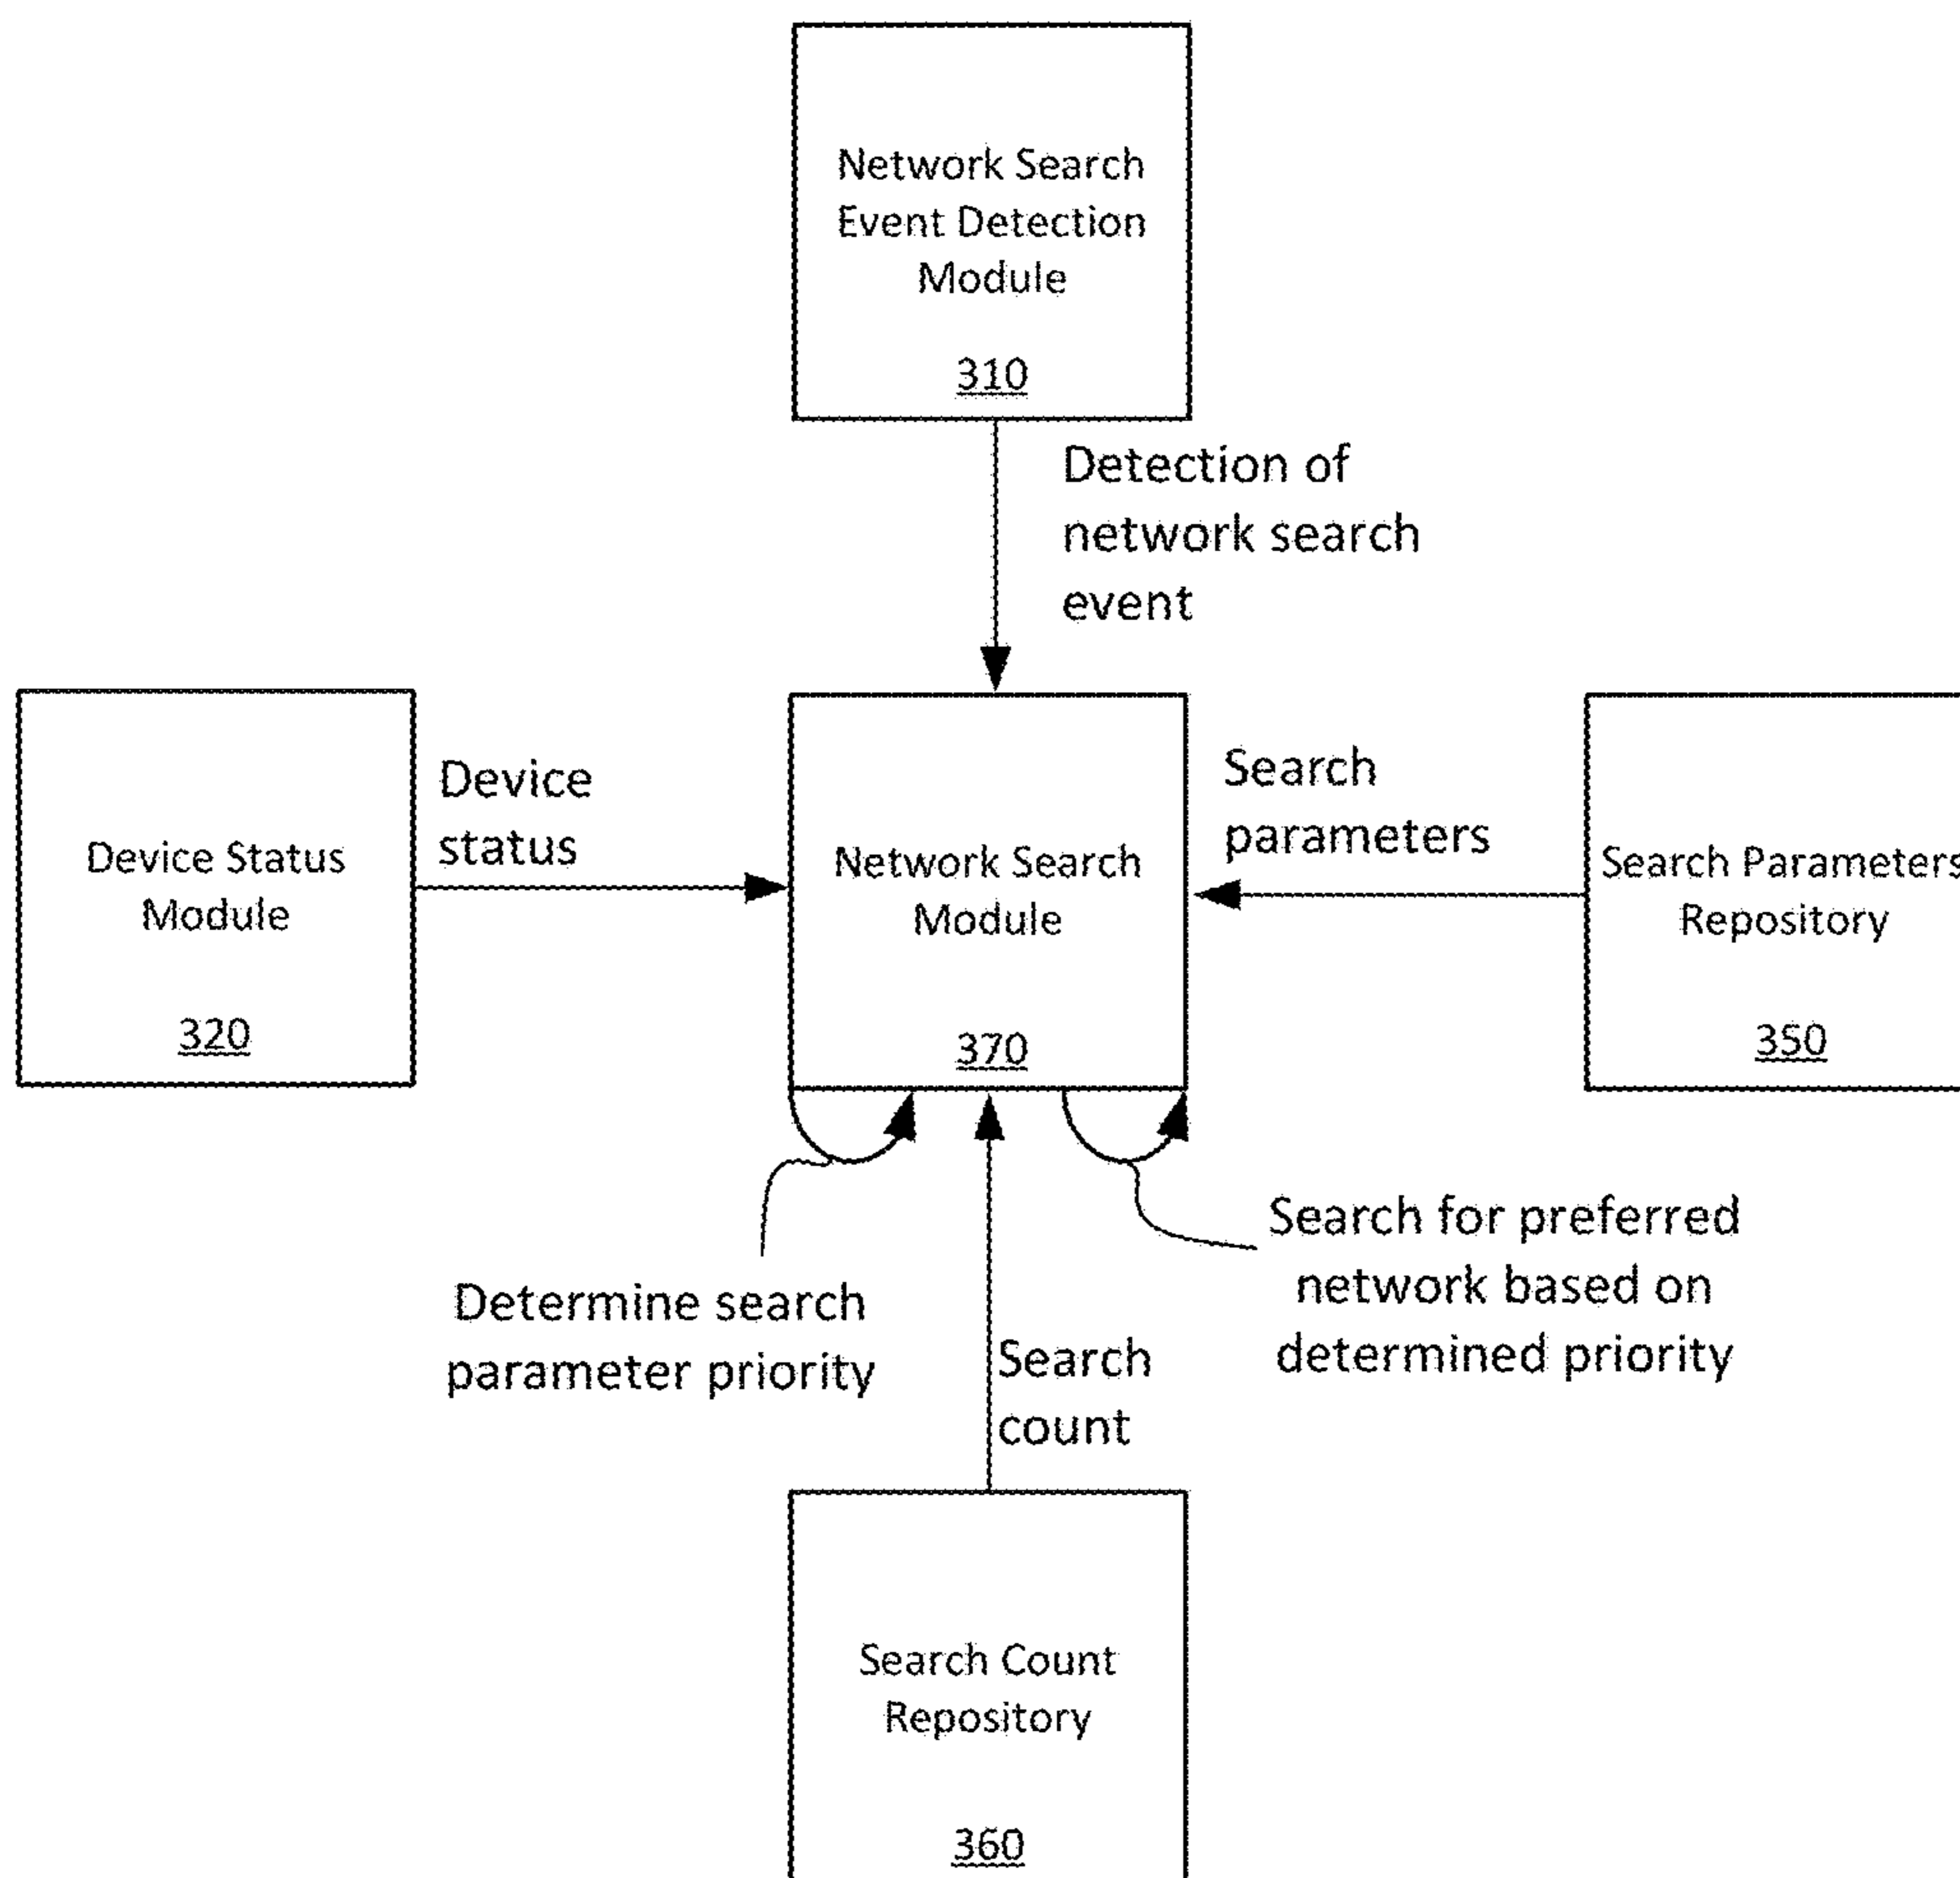 Network Search
Event Detection
Module
310
Detection of
network search
event
Device Status
Module
320
Device
status
Network Search
Module
370
Search
parameters
Search Parameters
Repository
350
Determine search
parameter priority
Search
count
Search for preferred
network based on
determined priority
Search Count
Repository
360